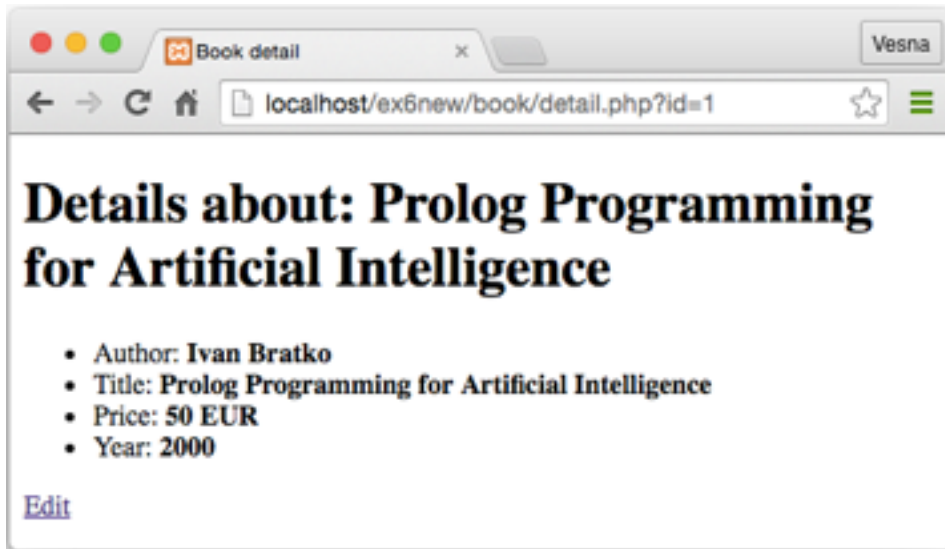 Book detail
Vesna
localhost/ex6new/book/detail.php?id=1
Details about: Prolog Programming
for Artificial Intelligence
• Author: Ivan Bratko
• Title: Prolog Programming for Artificial Intelligence
• Price: 50 EUR
• Year: 2000
Edit